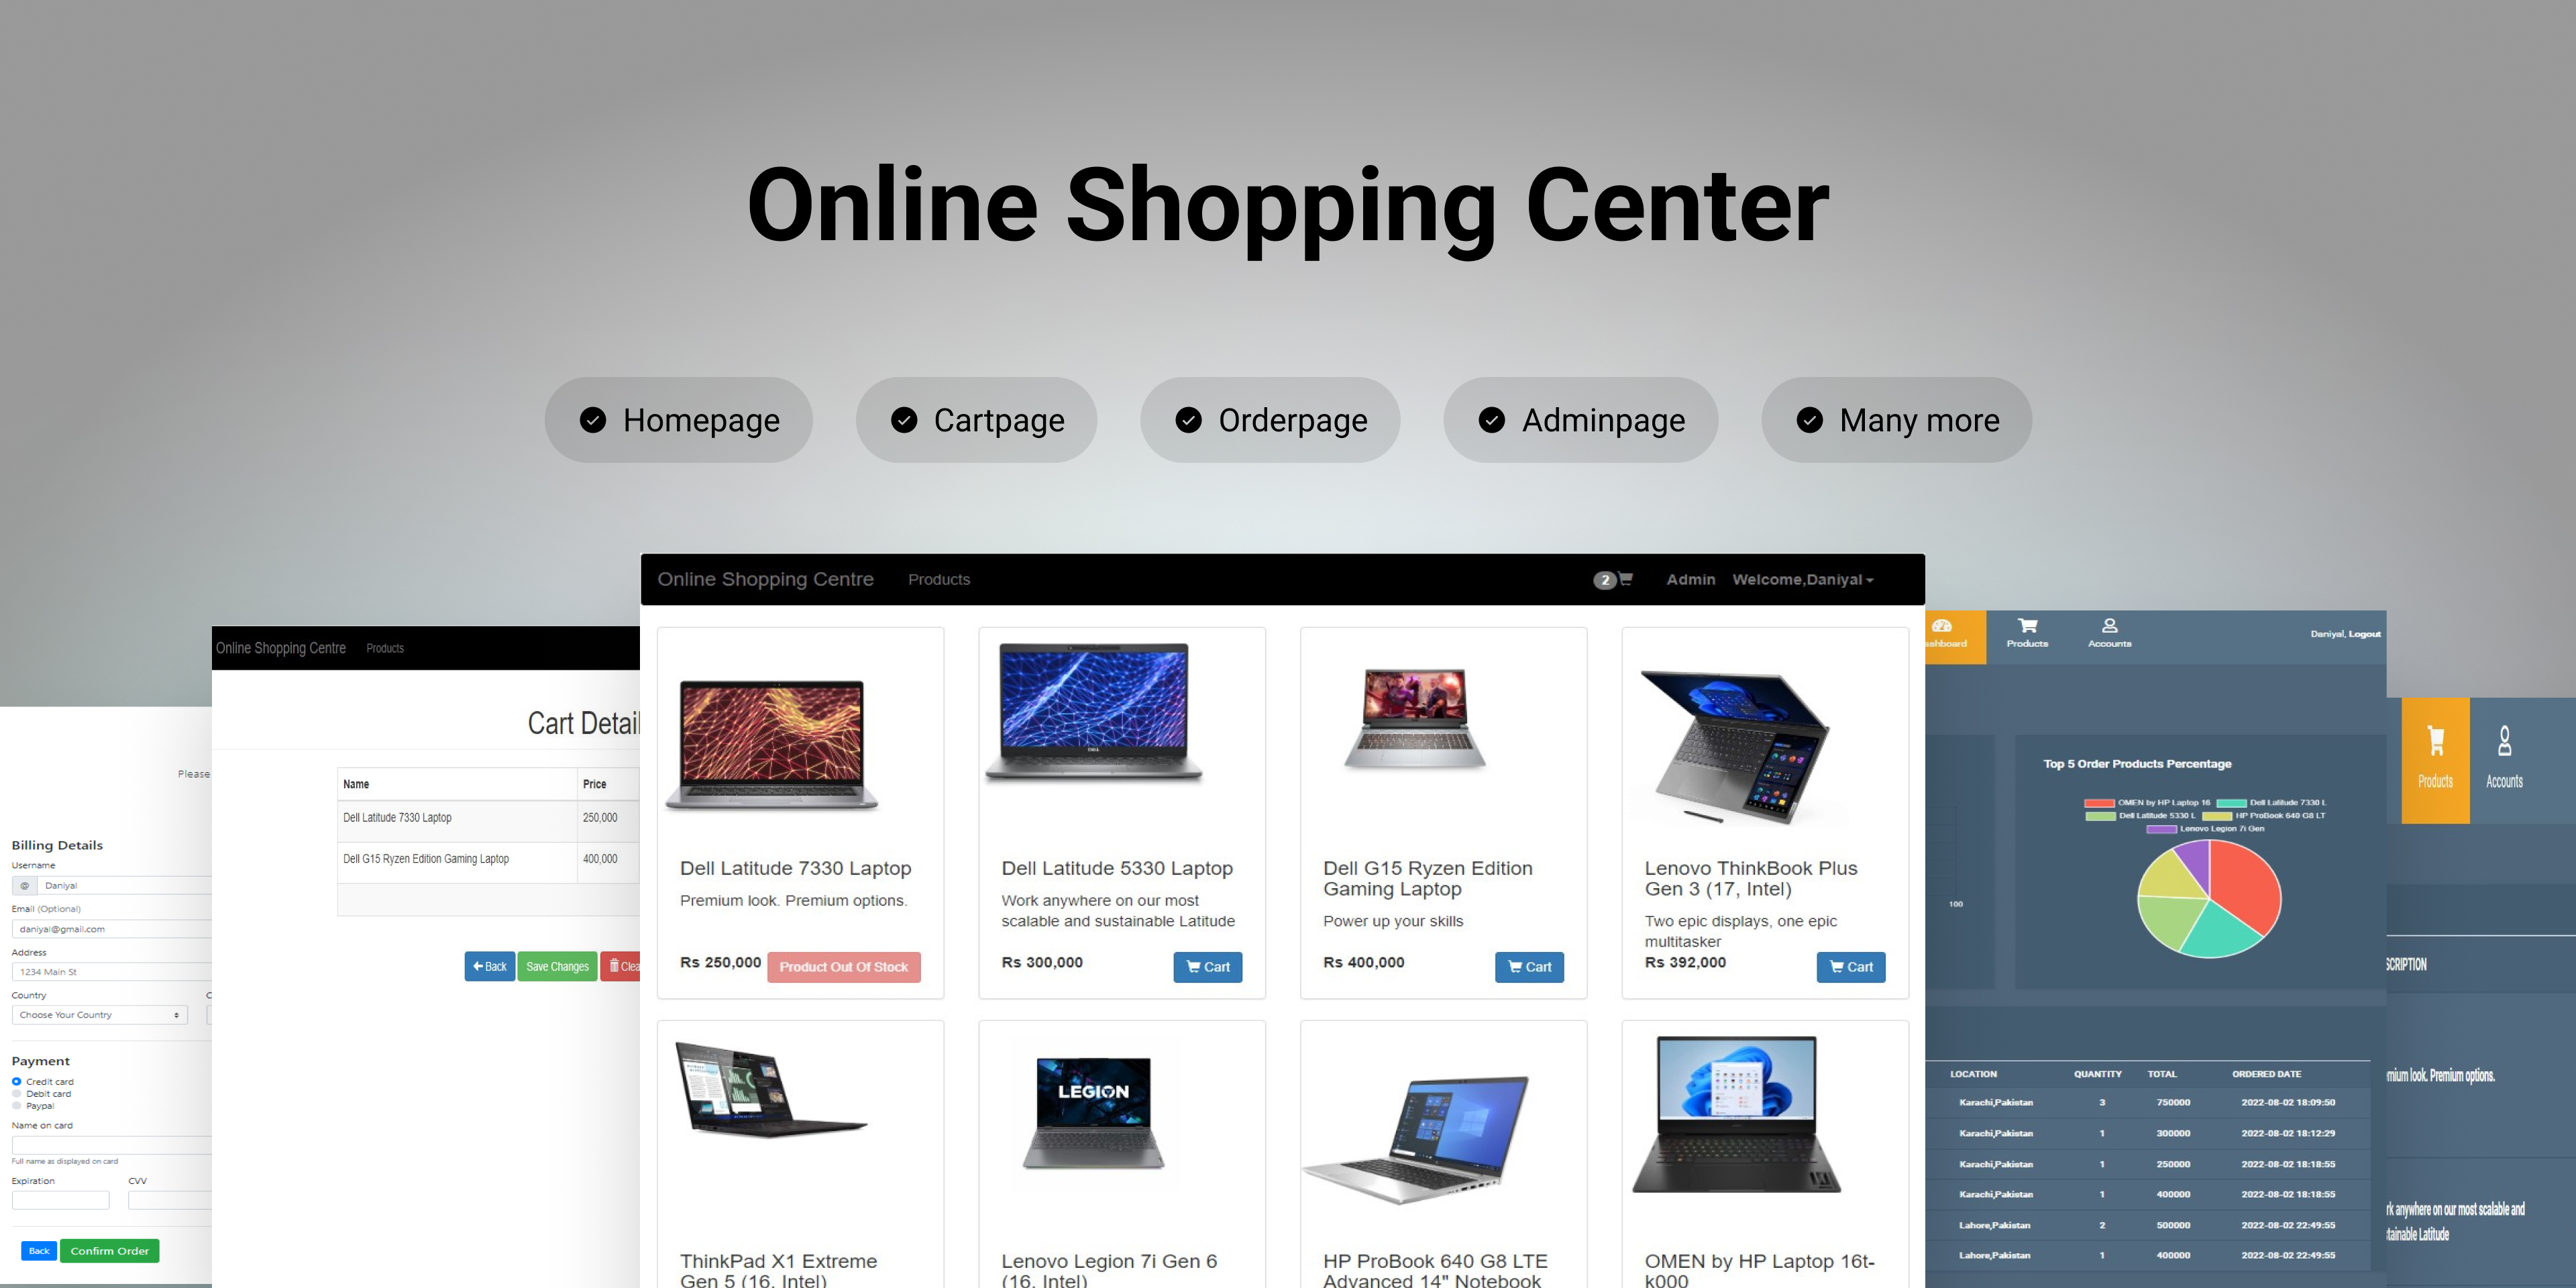 Online Shopping Center
Homepage
Cartpage
Orderpage
Adminpage
Many more
Please
Billing Details
Username
@ Daniyal
Email (Optional)
daniyal@gmail.com
Address
1234 Main St
Country
C
Choose Your Country
Payment
Credit card
Debit card
Paypal
Name on card
Full name as displayed on card
Expiration CVV
Back Confirm Order
Online Shopping Centre Products
Cart Detail
Name Price
Dell Latitude 7330 Laptop 250,000
Dell G15 Ryzen Edition Gaming Laptop 400,000
Back Save Changes Clea
Online Shopping Centre Products 2 Admin Welcome,Daniyal
Dell Latitude 7330 Laptop
Premium look. Premium options.
Rs 250,000 Product Out Of Stock
DELL
Dell Latitude 5330 Laptop
Work anywhere on our most
scalable and sustainable Latitude
Rs 300,000 Cart
Dell G15 Ryzen Edition
Gaming Laptop
Power up your skills
Rs 400,000 Cart
Lenovo ThinkBook Plus
Gen 3 (17, Intel)
Two epic displays, one epic
multitasker
Rs 392,000 Cart
ThinkPad X1 Extreme
Gen 5 (16, Intel)
LEGION
Lenovo Legion 7i Gen 6
(16, Intel)
HP ProBook 640 G8 LTE
Advanced 14" Notebook
OMEN by HP Laptop 16t-
k000
shboard Products Accounts Daniyal, Logout
100
Top 5 Order Products Percentage
OMEN by HP Laptop 16 Dell Latitude 7330 L
Dell Latitude 5330 L HP ProBook 640 G8 LT
Lenovo Legion 7i Gen
LOCATION QUANTITY TOTAL ORDERED DATE
Karachi,Pakistan 3 750000 2022-08-02 18:09:50
Karachi,Pakistan 1 300000 2022-08-02 18:12:29
Karachi,Pakistan 1 250000 2022-08-02 18:18:55
Karachi,Pakistan 1 400000 2022-08-02 18:18:55
Lahore,Pakistan 2 500000 2022-08-02 22:49:55
Lahore,Pakistan 1 400000 2022-08-02 22:49:55
Products Accounts
SCRIPTION
mium look. Premium options.
rk anywhere on our most scalable and
tainable Latitude